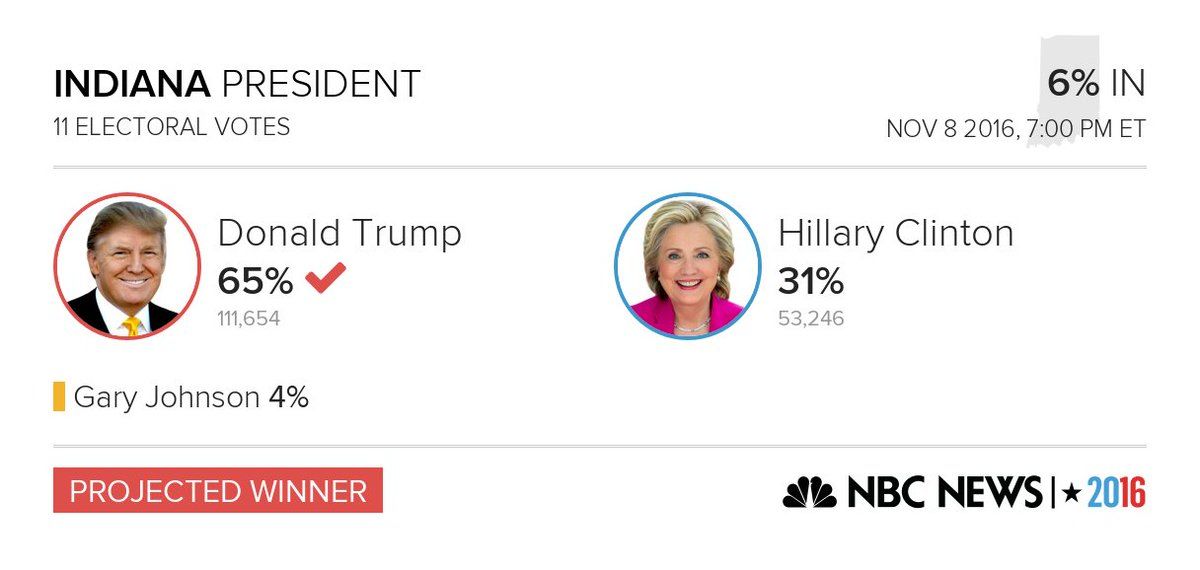 INDIANA PRESIDENT
6% IN
11 ELECTORAL VOTES
NOV 8 2016, 7:00 PM ET
Donald Trump
65%
111,654
Hillary Clinton
31%
53,246
Gary Johnson 4%
PROJECTED WINNER
NBC NEWS | ★ 2016